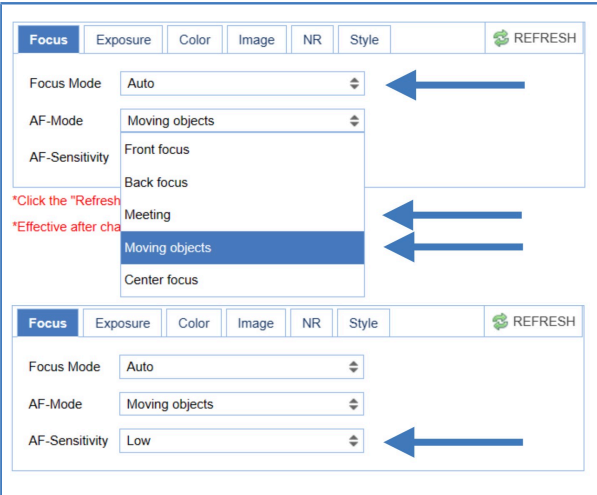 Focus Exposure Color Image NR Style REFRESH
Focus Mode Auto
AF-Mode Moving objects
AF-Sensitivity Front focus
Back focus
*Click the "Refresh
Meeting
*Effective after cha
Moving objects
Center focus
Focus Exposure Color Image NR Style REFRESH
Focus Mode Auto
AF-Mode Moving objects
AF-Sensitivity Low